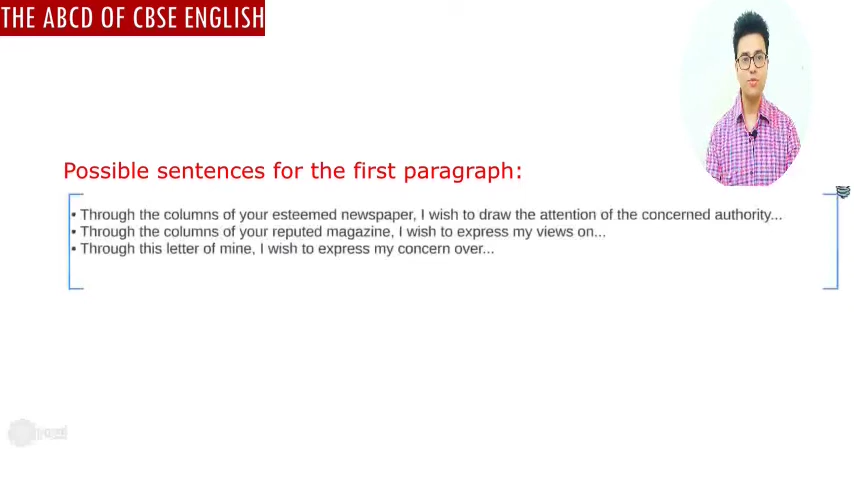 THE ABCD OF CBSE ENGLISH
Possible sentences for the first paragraph:
• Through the columns of your esteemed newspaper, I wish to draw the attention of the concerned authority...
• Through the columns of your reputed magazine, I wish to express my views on...
• Through this letter of mine, I wish to express my concern over...